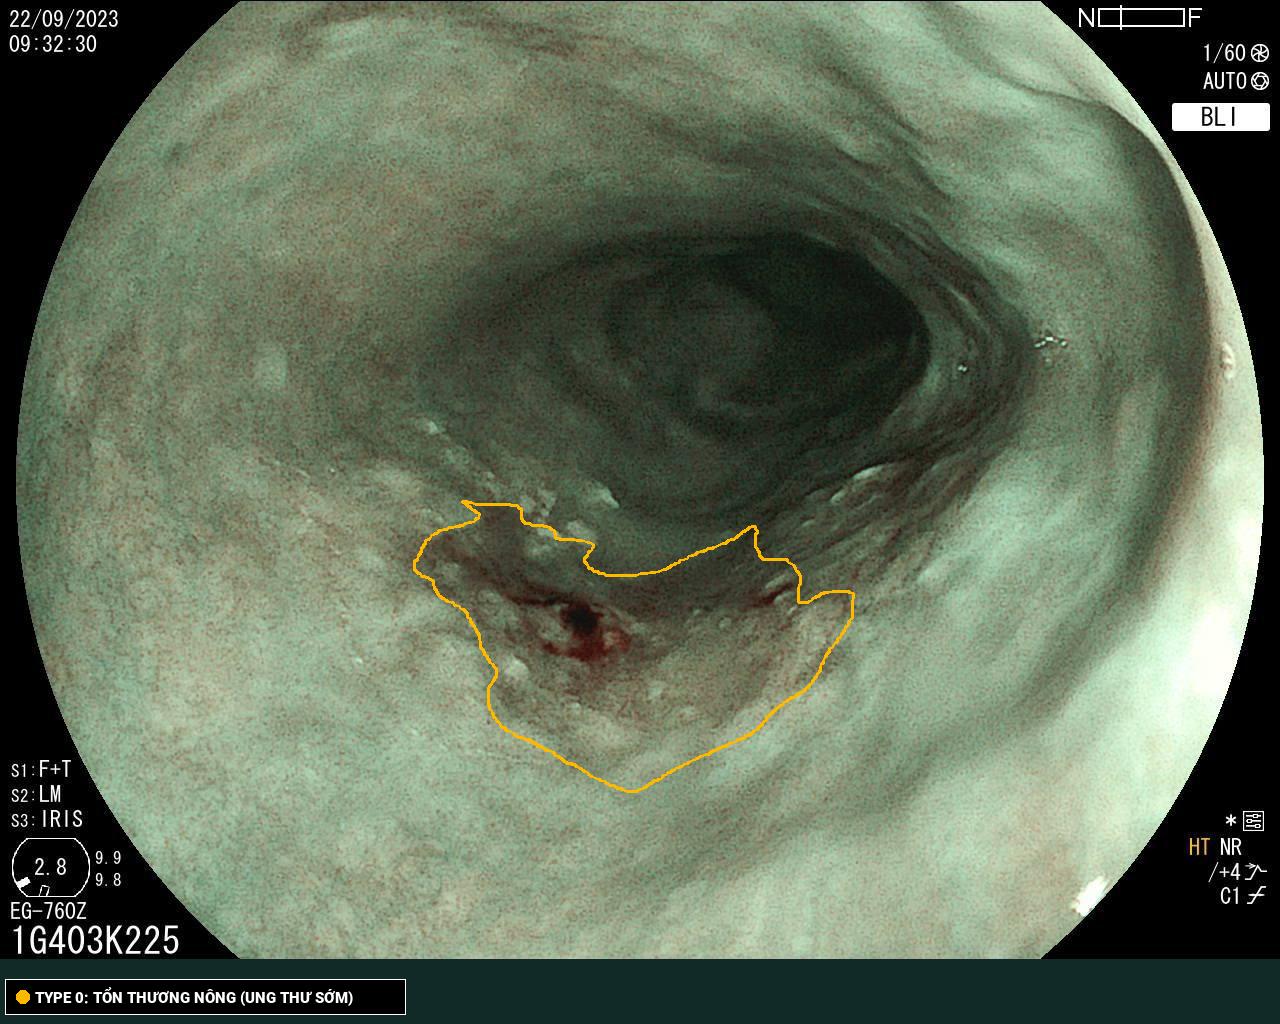 22/09/2023
09:32:30
N F
1/60
AUTO
BLI
S1:F+T
S2:LM
S3:IRIS
2.8
9.9
9.8
EG-760Z
1G403K225
* 
HT NR
/+4
C1
TYPE 0: TỔN THƯƠNG NÔNG (UNG THƯ SỚM)